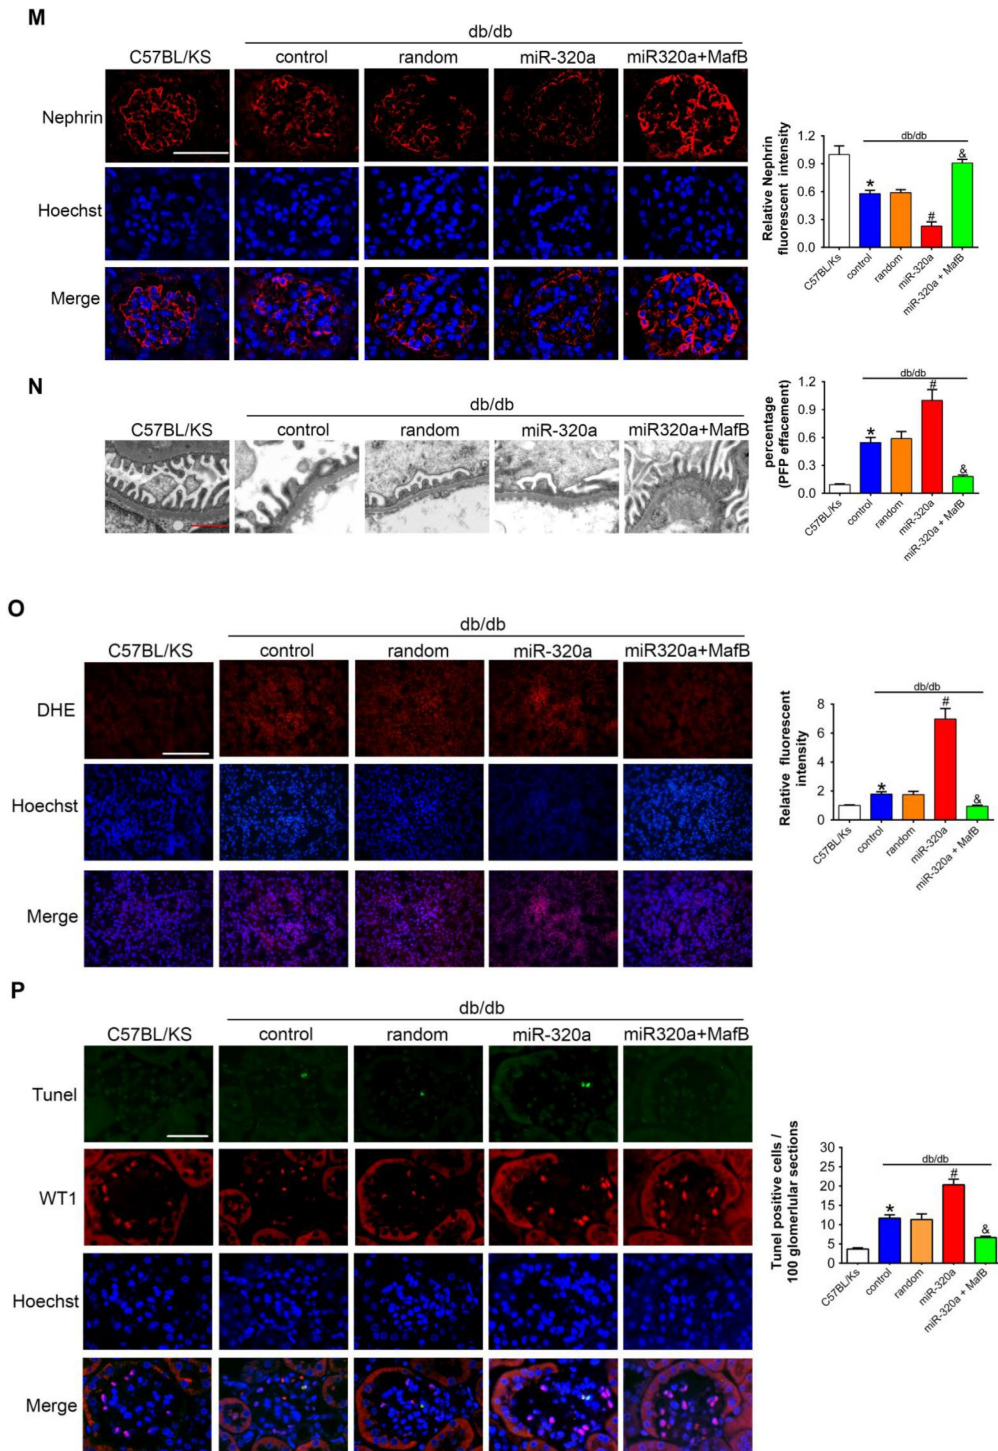 M
db/db
C57BL/KS control random miR-320a miR320a+MafB
Nephrin
Hoechst
Merge
Relative Nephrin
fluorescent intensity
1.2
0.9
0.6
0.3
0.0
db/db
*
#
&
C57BL/Ks
control
random
miR-320a
miR-320a + MafB
N
db/db
C57BL/KS control random miR-320a miR320a+MafB
percentage
(PFP effacement)
1.2
0.9
0.6
0.3
0.0
db/db
*
#
&
C57BL/Ks
control
random
miR-320a
miR-320a + MafB
O
db/db
C57BL/KS control random miR-320a miR320a+MafB
DHE
Hoechst
Merge
Relative fluorescent
intensity
8
6
4
2
0
db/db
*
#
&
C57BL/Ks
control
random
miR-320a
miR-320a + MafB
P
db/db
C57BL/KS control random miR-320a miR320a+MafB
Tunel
WT1
Hoechst
Merge
Tunel positive cells /
100 glomerlular sections
30
25
20
15
10
5
0
db/db
*
#
&
C57BL/Ks
control
random
miR-320a
miR-320a + MafB